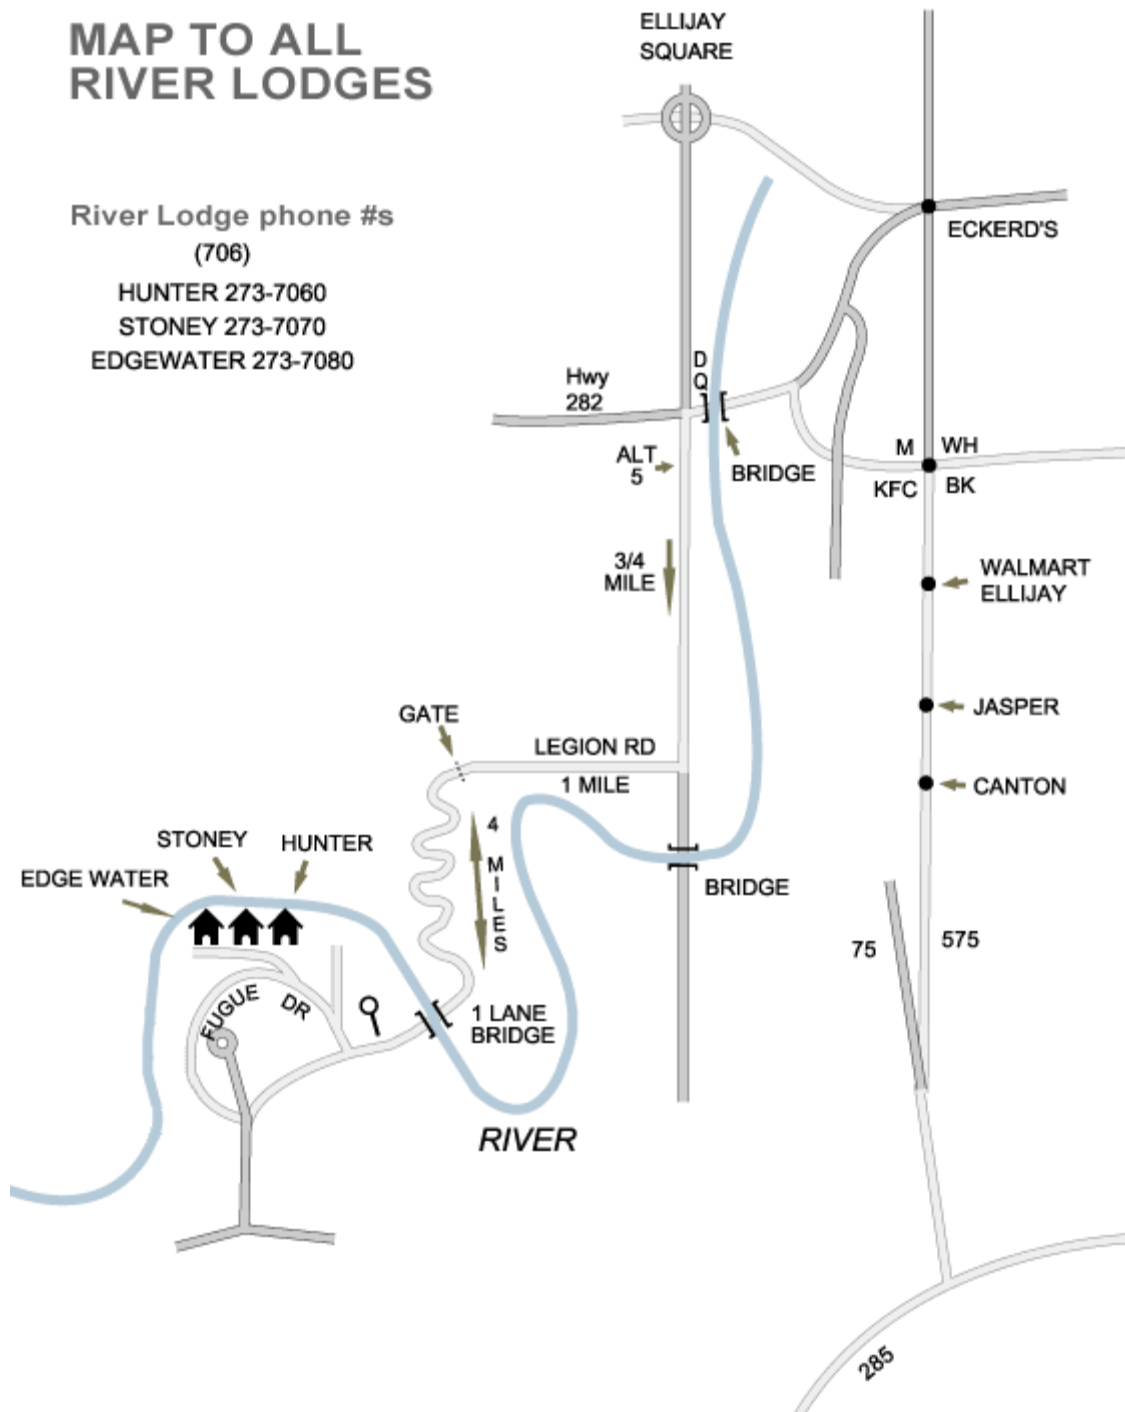 MAP TO ALL
RIVER LODGES
ELLIJAY
SQUARE
River Lodge phone #s
(706)
HUNTER 273-7060
STONEY 273-7070
EDGEWATER 273-7080
ECKERD'S
Hwy
282
DQ
ALT
5
BRIDGE
M
WH
KFC
BK
3/4
MILE
WALMART
ELLIJAY
GATE
LEGION RD
1 MILE
JASPER
CANTON
4
MILES
STONEY
HUNTER
EDGE WATER
BRIDGE
75
575
FUGUE DR
1 LANE
BRIDGE
RIVER
285